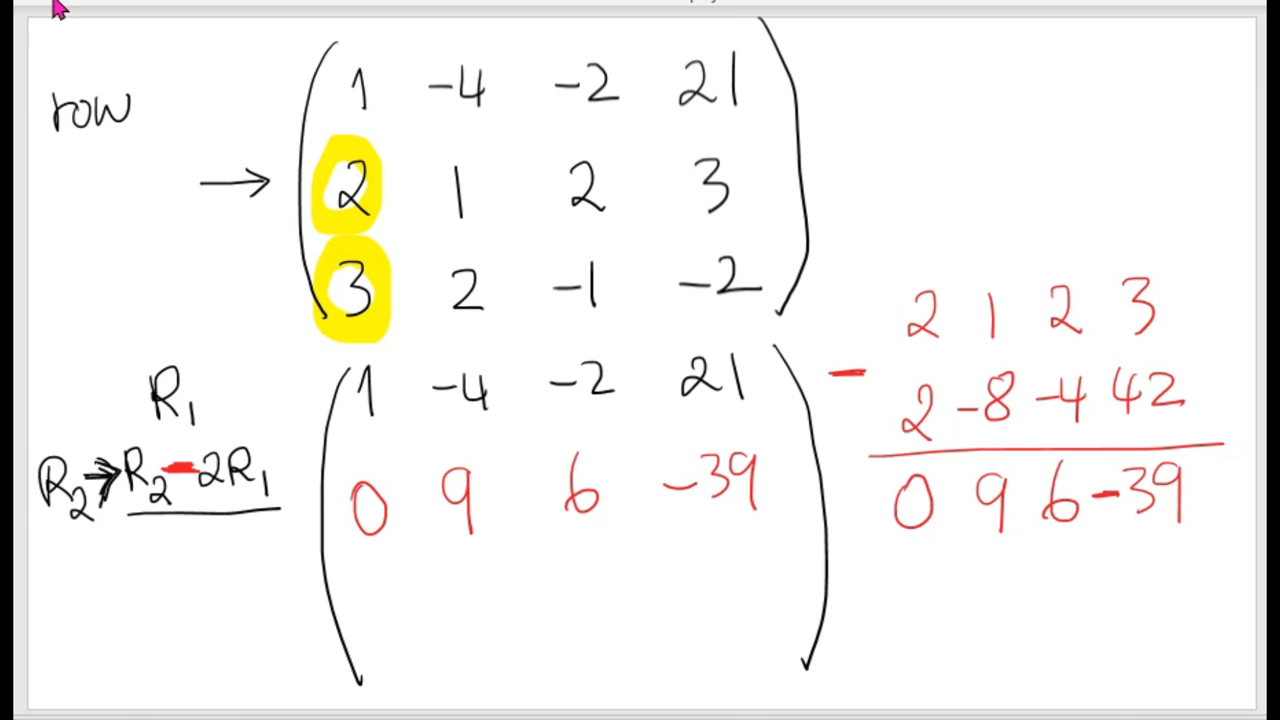 row
1 -4 -2 21
→ 2 1 2 3
3 2 -1 -2
R₁ 1 -4 -2 21
R₂→R₂-2R₁ 0 9 6 -39
2 1 2 3
- 2 -8 -4 42
0 9 6 -39